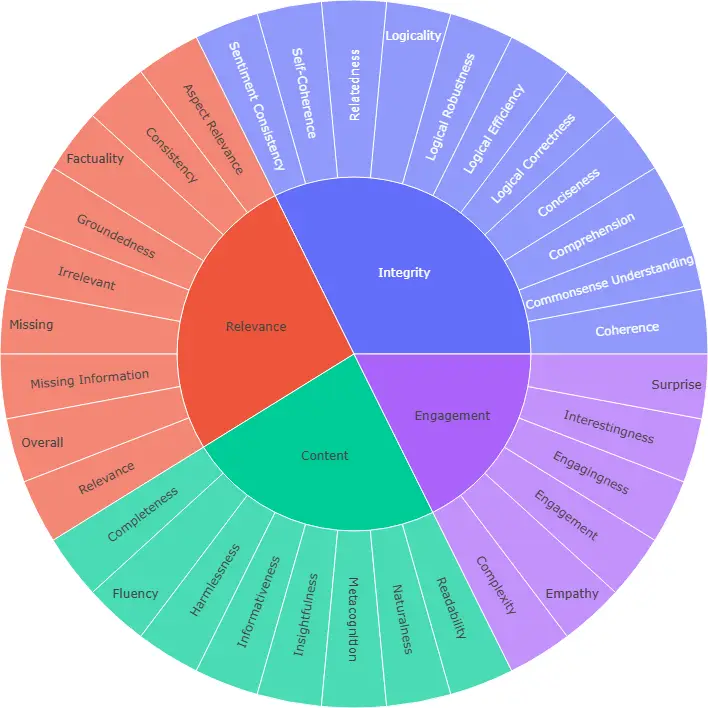 Integrity
Coherence
Commonsense Understanding
Comprehension
Conciseness
Logical Correctness
Logical Efficiency
Logical Robustness
Logicality
Relatedness
Self-Coherence
Sentiment Consistency
Relevance
Aspect Relevance
Consistency
Factuality
Groundedness
Irrelevant
Missing
Missing Information
Overall
Relevance
Content
Completeness
Fluency
Harmlessness
Informativeness
Insightfulness
Metacognition
Naturalness
Readability
Engagement
Complexity
Empathy
Engagement
Engagingness
Interestingness
Surprise